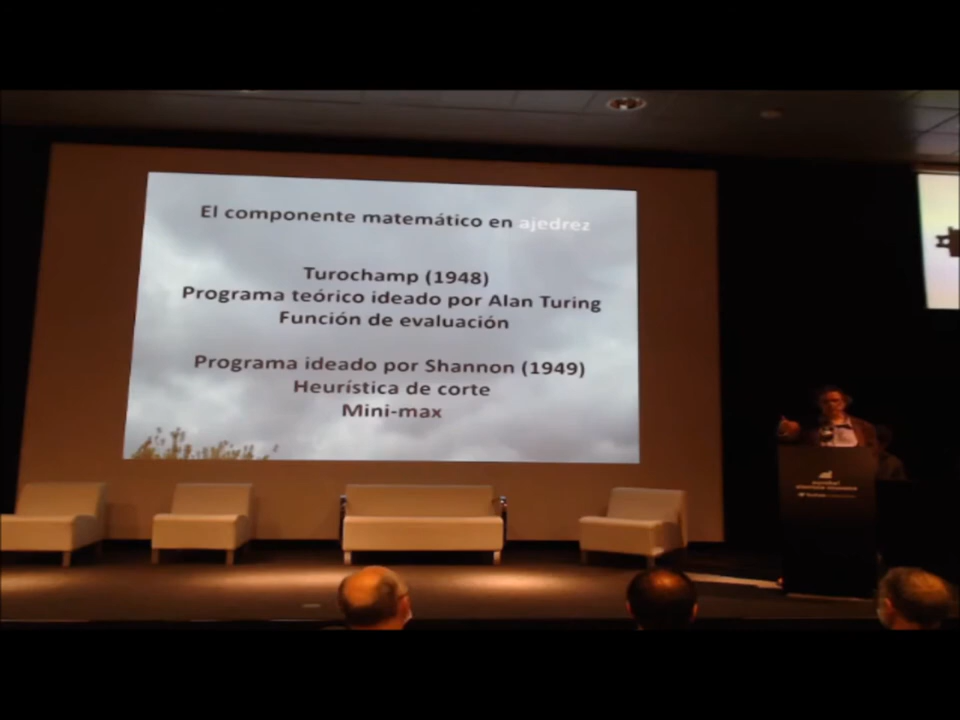 El componente matemático en ajedrez
Turochamp (1948)
Programa teórico ideado por Alan Turing
Función de evaluación
Programa ideado por Shannon (1949)
Heurística de corte
Mini-max